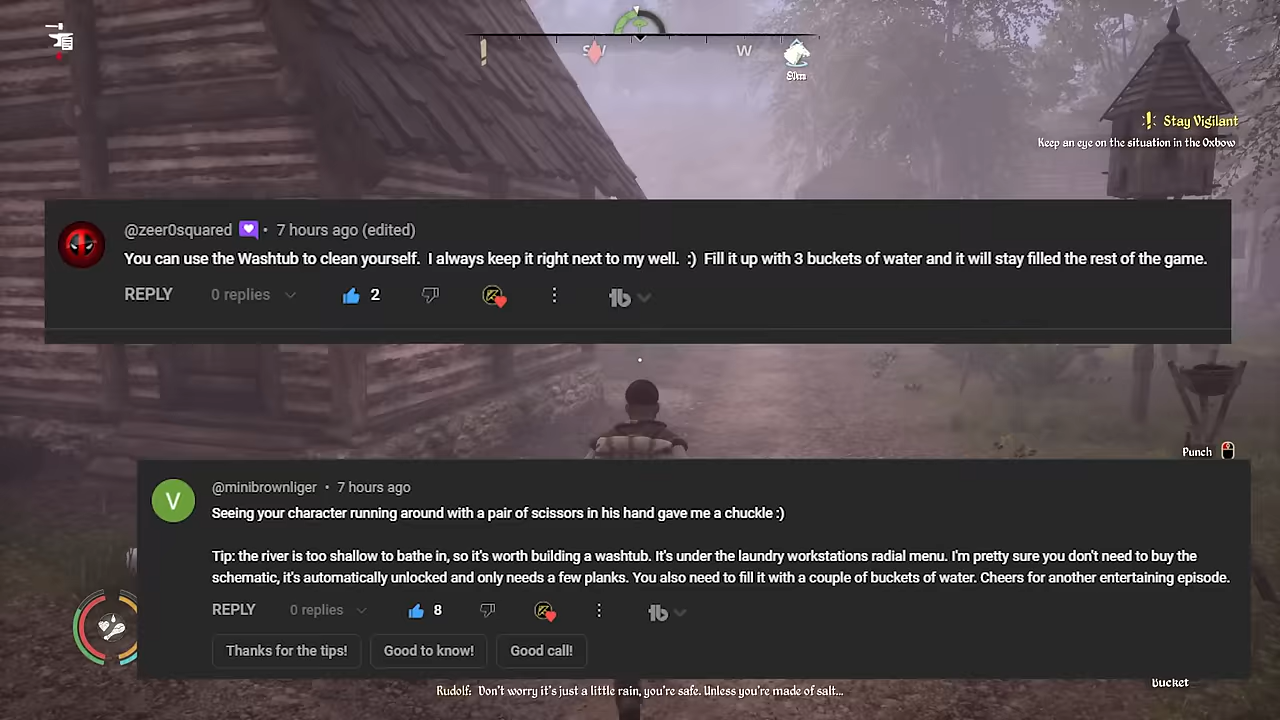 SW
W
Elira
Stay Vigilant
Keep an eye on the situation in the Oxbow
@zeer0squared • 7 hours ago (edited)
You can use the Washtub to clean yourself. I always keep it right next to my well. :) Fill it up with 3 buckets of water and it will stay filled the rest of the game.
REPLY 0 replies 2
Punch
V
@minibrownliger • 7 hours ago
Seeing your character running around with a pair of scissors in his hand gave me a chuckle :)
Tip: the river is too shallow to bathe in, so it's worth building a washtub. It's under the laundry workstations radial menu. I'm pretty sure you don't need to buy the
schematic, it's automatically unlocked and only needs a few planks. You also need to fill it with a couple of buckets of water. Cheers for another entertaining episode.
REPLY 0 replies 8
Thanks for the tips! Good to know! Good call!
Bucket
Rudolf: Don't worry it's just a little rain, you're safe. Unless you're made of salt...